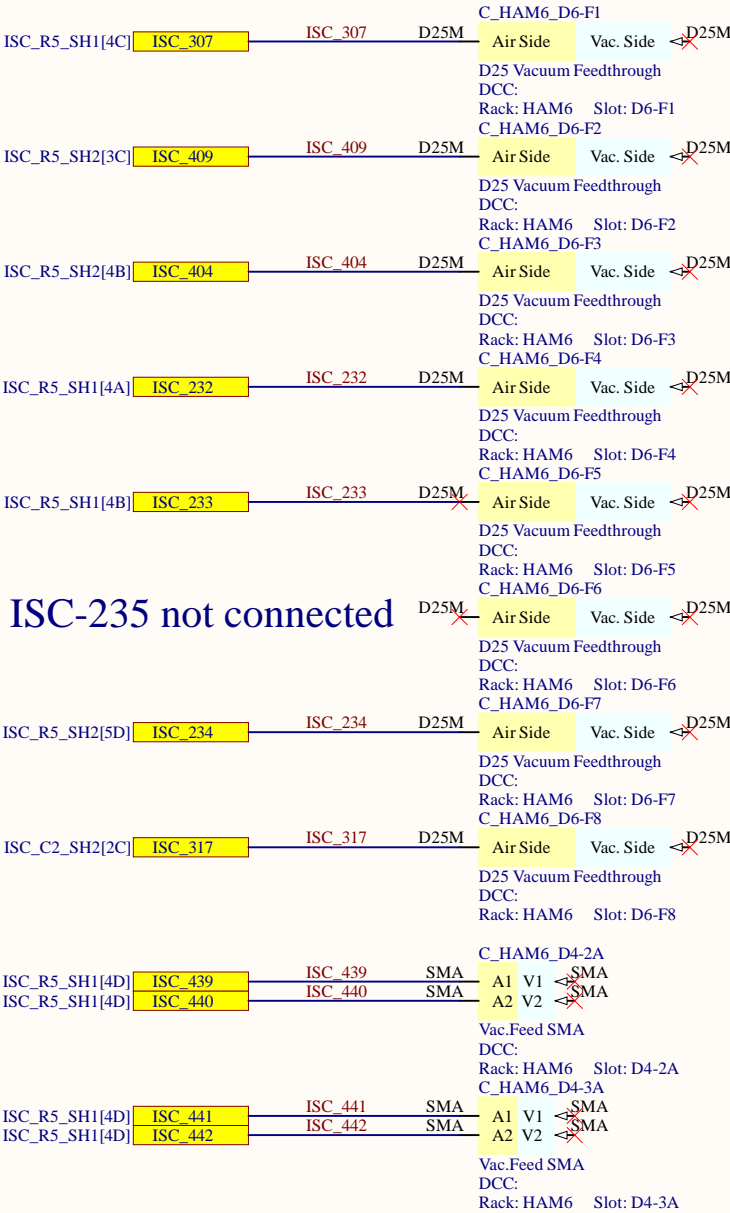 C_HAM6_D6-F1
ISC_R5_SH1[4C] ISC_307 ISC_307 D25M Air Side Vac. Side D25M
D25 Vacuum Feedthrough
DCC:
Rack: HAM6 Slot: D6-F1
C_HAM6_D6-F2
ISC_R5_SH2[3C] ISC_409 ISC_409 D25M Air Side Vac. Side D25M
D25 Vacuum Feedthrough
DCC:
Rack: HAM6 Slot: D6-F2
C_HAM6_D6-F3
ISC_R5_SH2[4B] ISC_404 ISC_404 D25M Air Side Vac. Side D25M
D25 Vacuum Feedthrough
DCC:
Rack: HAM6 Slot: D6-F3
C_HAM6_D6-F4
ISC_R5_SH1[4A] ISC_232 ISC_232 D25M Air Side Vac. Side D25M
D25 Vacuum Feedthrough
DCC:
Rack: HAM6 Slot: D6-F4
C_HAM6_D6-F5
ISC_R5_SH1[4B] ISC_233 ISC_233 D25M Air Side Vac. Side D25M
D25 Vacuum Feedthrough
DCC:
Rack: HAM6 Slot: D6-F5
C_HAM6_D6-F6
ISC-235 not connected D25M Air Side Vac. Side D25M
D25 Vacuum Feedthrough
DCC:
Rack: HAM6 Slot: D6-F6
C_HAM6_D6-F7
ISC_R5_SH2[5D] ISC_234 ISC_234 D25M Air Side Vac. Side D25M
D25 Vacuum Feedthrough
DCC:
Rack: HAM6 Slot: D6-F7
C_HAM6_D6-F8
ISC_C2_SH2[2C] ISC_317 ISC_317 D25M Air Side Vac. Side D25M
D25 Vacuum Feedthrough
DCC:
Rack: HAM6 Slot: D6-F8
C_HAM6_D4-2A
ISC_R5_SH1[4D] ISC_439 ISC_439 SMA A1 V1 SMA
ISC_R5_SH1[4D] ISC_440 ISC_440 SMA A2 V2 SMA
Vac.Feed SMA
DCC:
Rack: HAM6 Slot: D4-2A
C_HAM6_D4-3A
ISC_R5_SH1[4D] ISC_441 ISC_441 SMA A1 V1 SMA
ISC_R5_SH1[4D] ISC_442 ISC_442 SMA A2 V2 SMA
Vac.Feed SMA
DCC:
Rack: HAM6 Slot: D4-3A